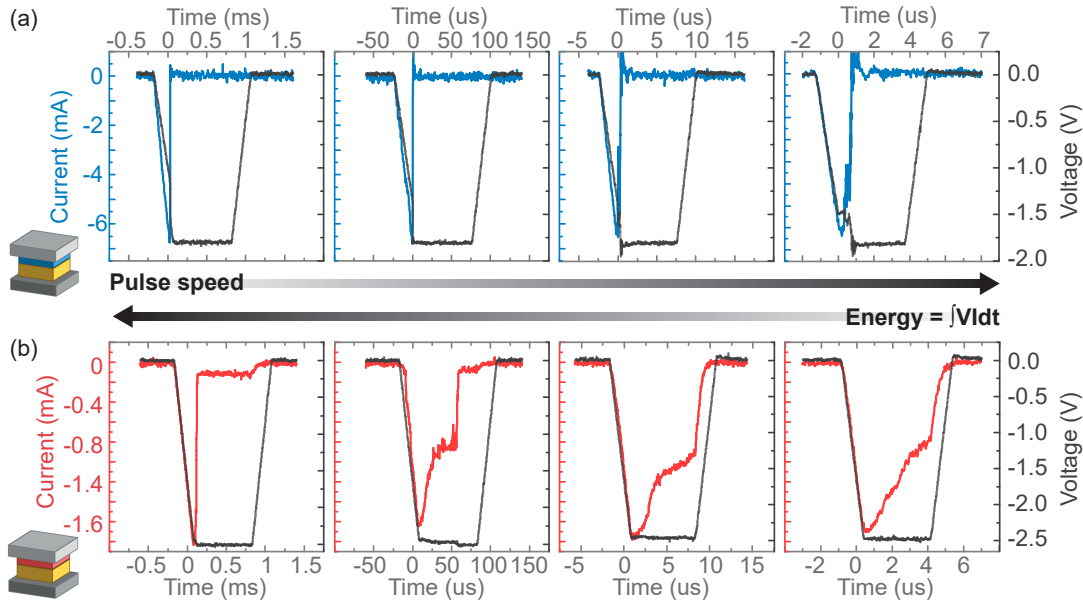 (a)
Time (ms)
Time (us)
Time (us)
Time (us)
-0.5 0 0.5 1 1.5
-50 0 50 100 150
-5 0 5 10 15
-2 0 2 4 6 7
Current (mA)
0
-2
-4
-6
0.0
-0.5
-1.0
-1.5
-2.0
Voltage (V)
Pulse speed
Energy = ∫VIdt
(b)
Current (mA)
0
-0.4
-0.8
-1.4
-1.6
0.0
-0.5
-1.0
-1.5
-2.0
-2.5
Voltage (V)
-0.5 0.0 0.5 1.0 1.5
-50 0 50 100 150
-5 0 5 10 15
-2 0 2 4 6
Time (ms)
Time (us)
Time (us)
Time (us)